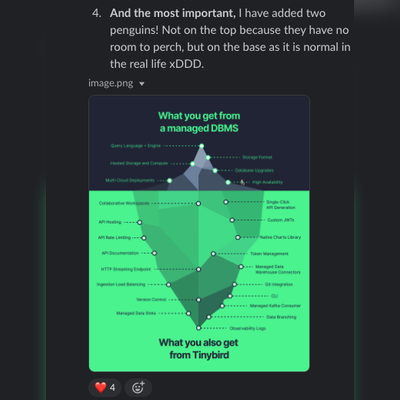 4. And the most important, I have added two
penguins! Not on the top because they have no
room to perch, but on the base as it is normal in
the real life xDDD.
image.png
What you get from
a managed DBMS
Query Language + Engine
Storage Format
Hosted Storage and Compute
Database Upgrades
Multi-Cloud Deployments
High Availability
Collaborative Workspaces
Single-Click
API Generation
API Hosting
Custom JWTs
API Rate Limiting
Native Charts Library
API Documentation
Token Management
HTTP Streaming Endpoint
Managed Data
Warehouse Connectors
Ingestion Load Balancing
Git Integration
CLI
Version Control
Managed Kafka Consumer
Managed Data Sinks
Data Branching
Observability Logs
What you also get
from Tinybird
4